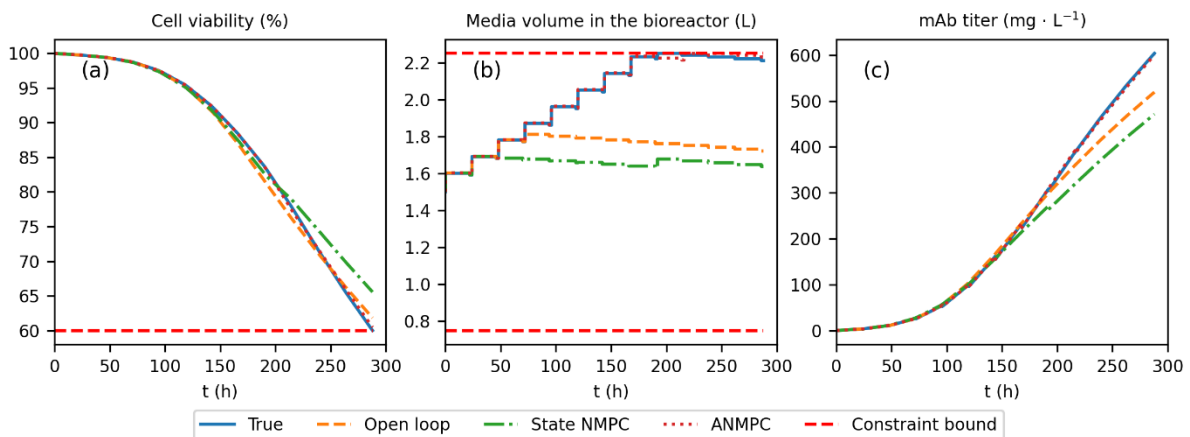 Cell viability (%)
Media volume in the bioreactor (L)
mAb titer (mg · L⁻¹)
100
95
90
85
80
75
70
65
60
(a)
0 50 100 150 200 250 300
t (h)
2.2
2.0
1.8
1.6
1.4
1.2
1.0
0.8
(b)
0 50 100 150 200 250 300
t (h)
600
500
400
300
200
100
0
(c)
0 50 100 150 200 250 300
t (h)
True Open loop State NMPC ANMPC Constraint bound